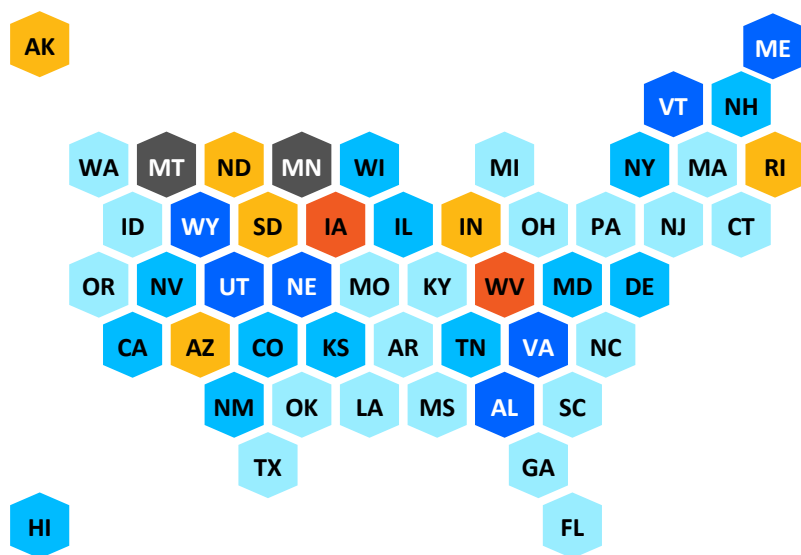 AK ME
VT NH
WA MT ND MN WI MI NY MA RI
ID WY SD IA IL IN OH PA NJ CT
OR NV UT NE MO KY WV MD DE
CA AZ CO KS AR TN VA NC
NM OK LA MS AL SC
TX GA
HI FL